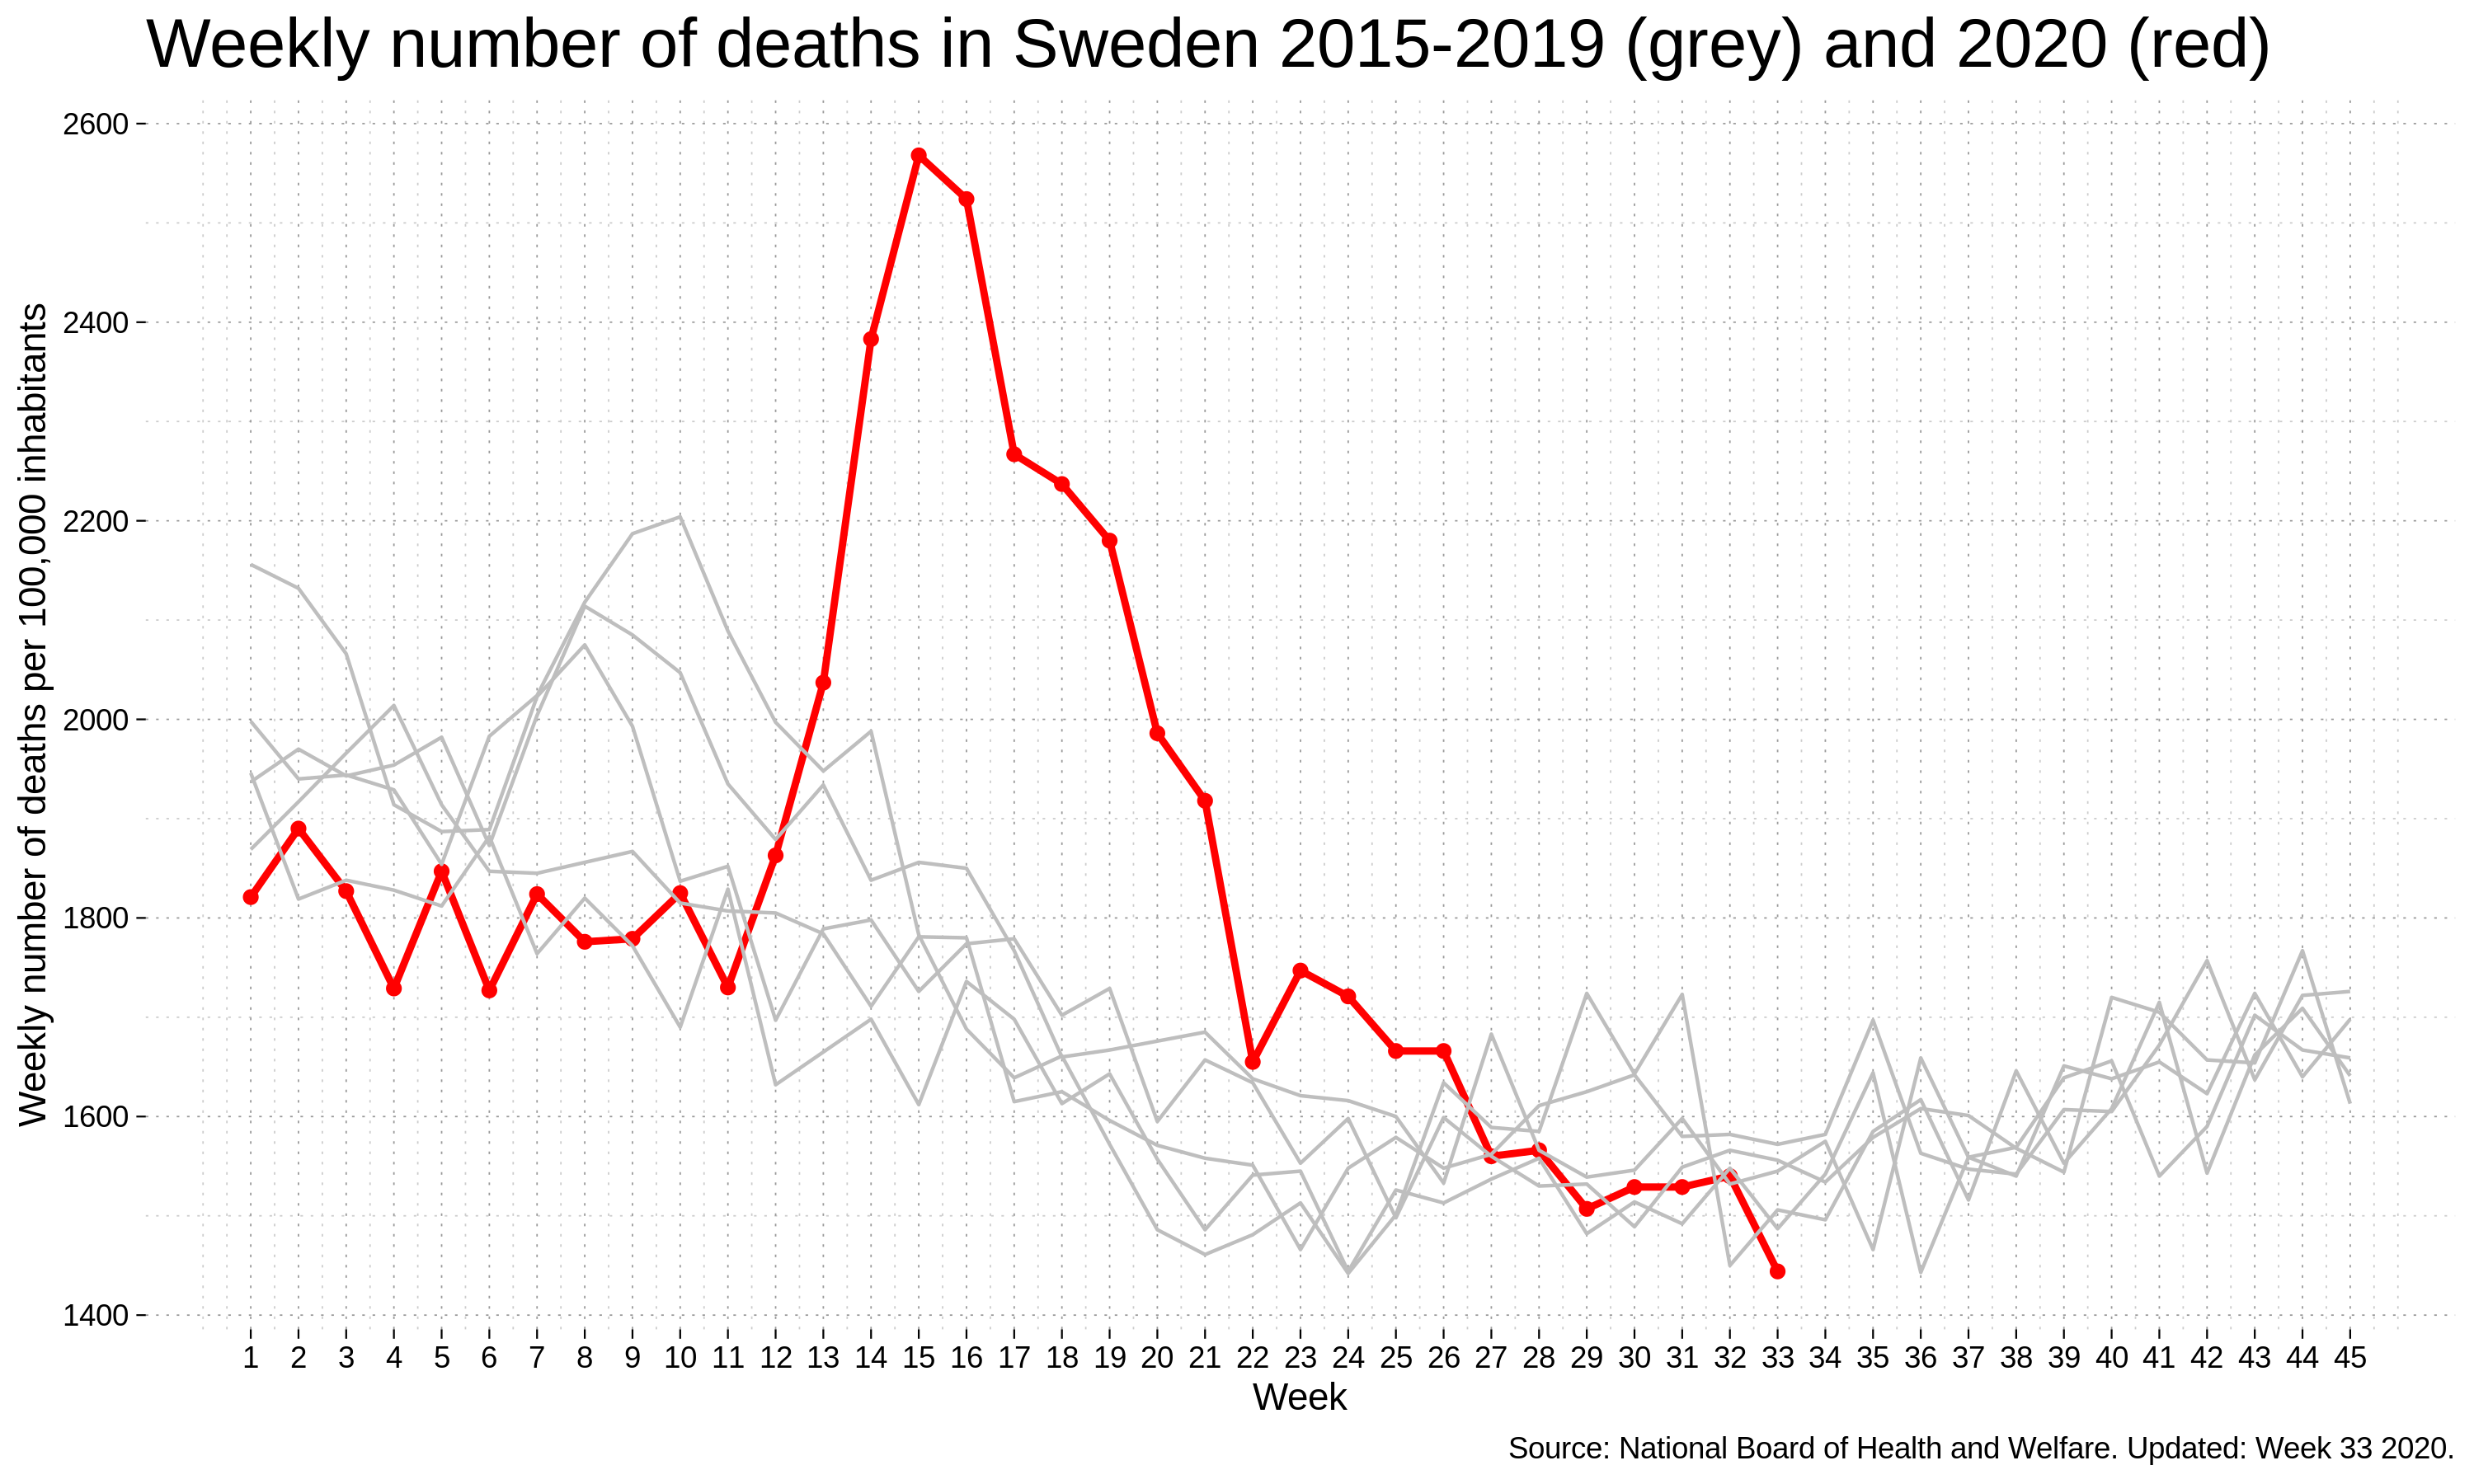 Weekly number of deaths in Sweden 2015-2019 (grey) and 2020 (red)
Weekly number of deaths per 100,000 inhabitants
2600
2400
2200
2000
1800
1600
1400
1 2 3 4 5 6 7 8 9 10 11 12 13 14 15 16 17 18 19 20 21 22 23 24 25 26 27 28 29 30 31 32 33 34 35 36 37 38 39 40 41 42 43 44 45
Week
Source: National Board of Health and Welfare. Updated: Week 33 2020.